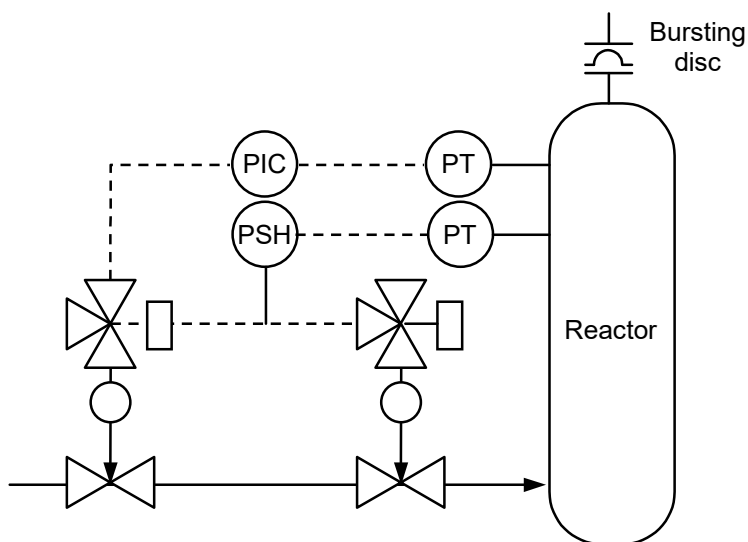 Bursting
disc
PIC
PT
PSH
PT
Reactor